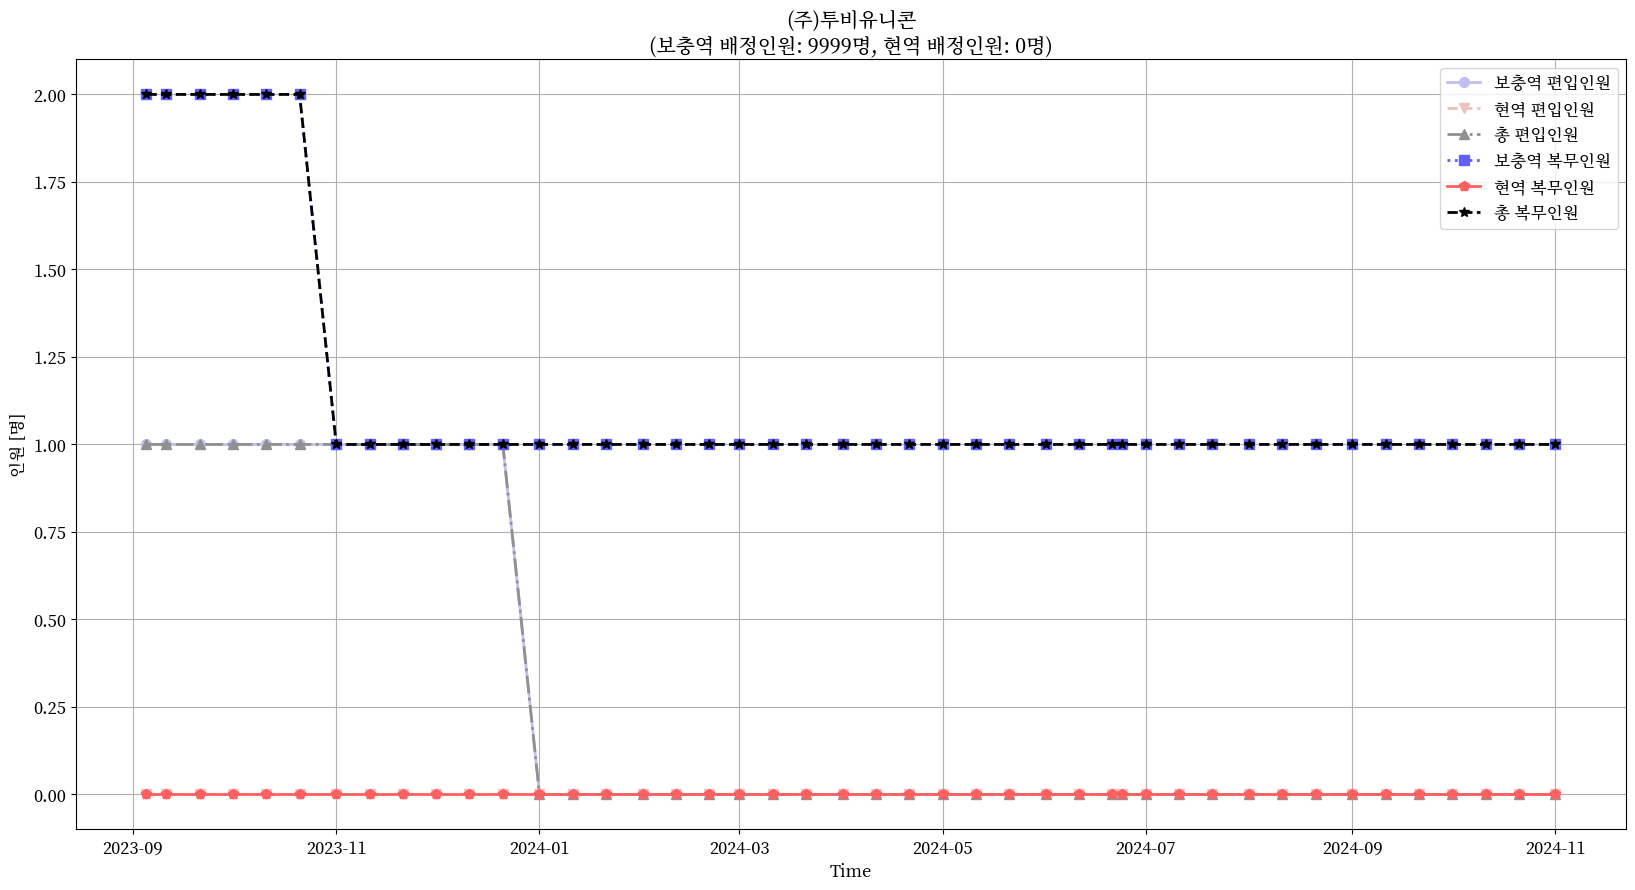 (주)투비유니콘
(보충역 배정인원: 9999명, 현역 배정인원: 0명)
보충역 편입인원
현역 편입인원
총 편입인원
보충역 복무인원
현역 복무인원
총 복무인원
인원 [명]
2.00
1.75
1.50
1.25
1.00
0.75
0.50
0.25
0.00
2023-09 2023-11 2024-01 2024-03 2024-05 2024-07 2024-09 2024-11
Time